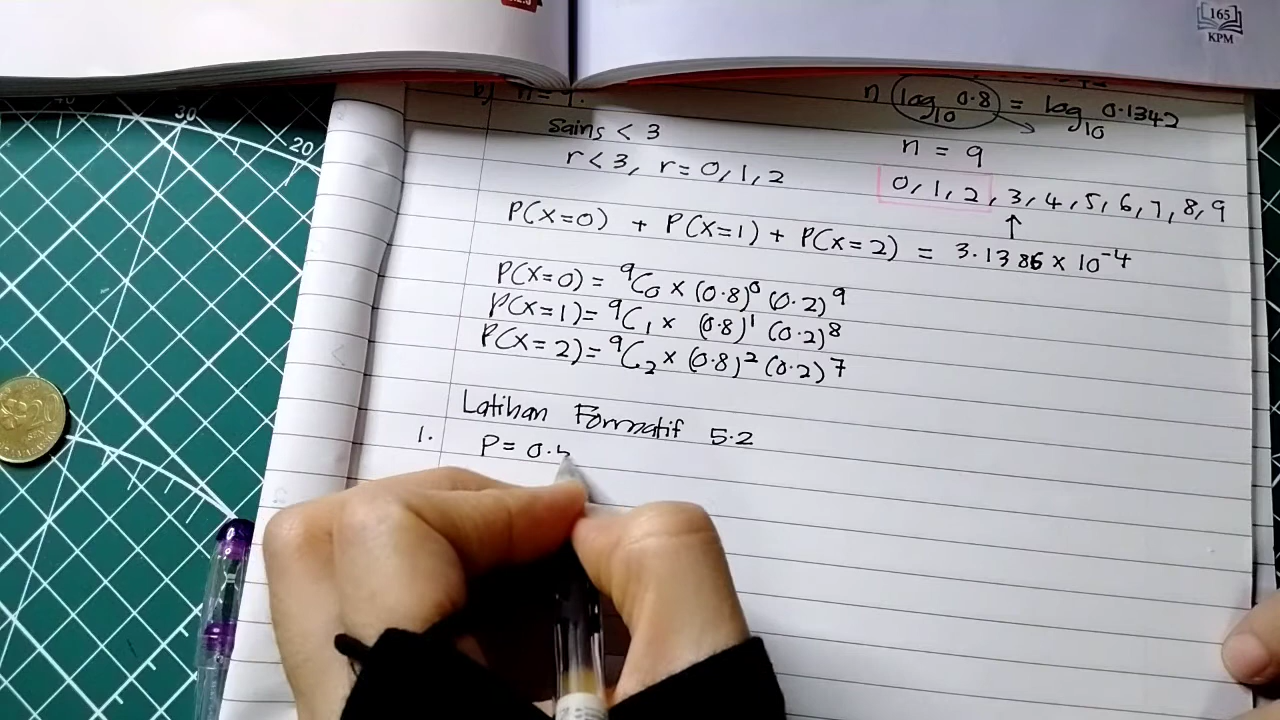 165
KPM
n log₁₀ 0.8 = log₁₀ 0.1342
n = 9
0, 1, 2, 3, 4, 5, 6, 7, 8, 9
↑
Sains < 3
r < 3, r = 0, 1, 2
P(X=0) + P(X=1) + P(X=2) = 3.1386 × 10⁻⁴
P(X=0) = ⁹C₀ × (0.8)⁰ (0.2)⁹
P(X=1) = ⁹C₁ × (0.8)¹ (0.2)⁸
P(X=2) = ⁹C₂ × (0.8)² (0.2)⁷
Latihan Formatif 5.2
1. P = 0.
30
20